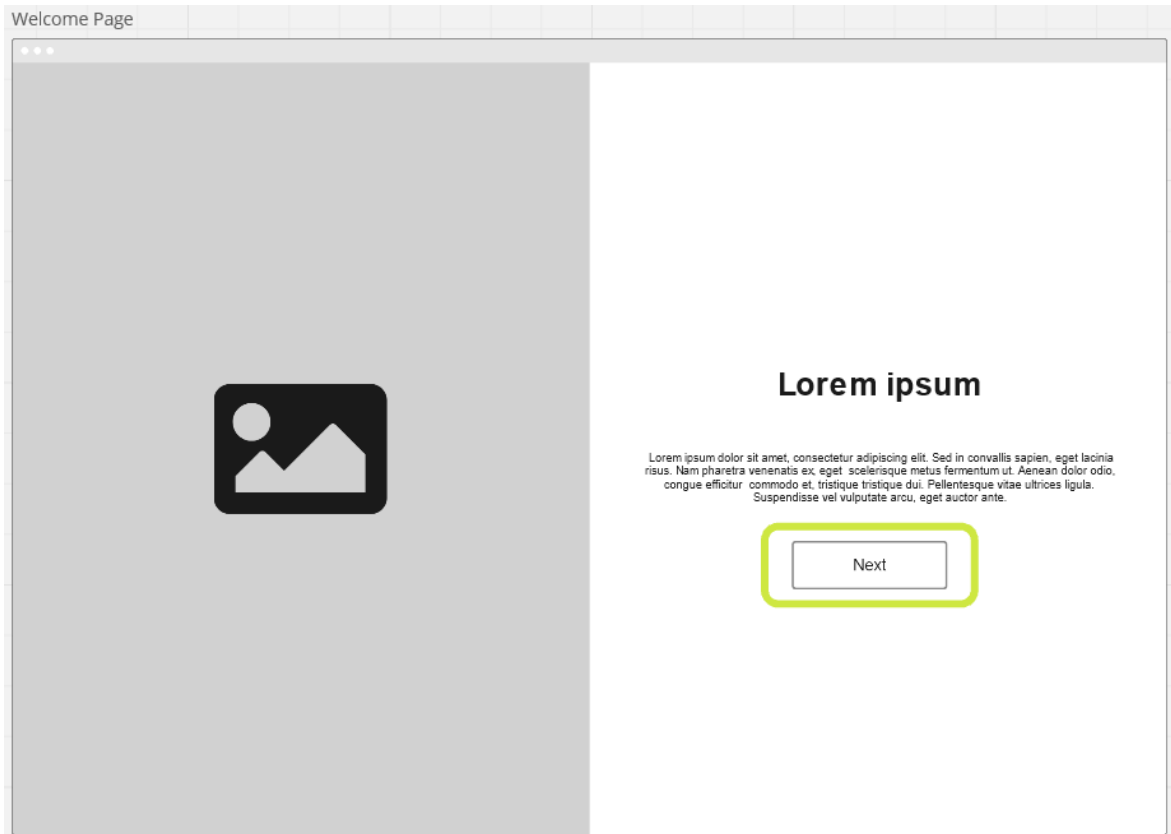 Welcome Page
Lorem ipsum
Lorem ipsum dolor sit amet, consectetur adipiscing elit. Sed in convallis sapien, eget lacinia
risus. Nam pharetra venenatis ex, eget  scelerisque metus fermentum ut. Aenean dolor odio,
congue efficitur  commodo et, tristique tristique dui. Pellentesque vitae ultrices ligula.
Suspendisse vel vulputate arcu, eget auctor ante.
Next